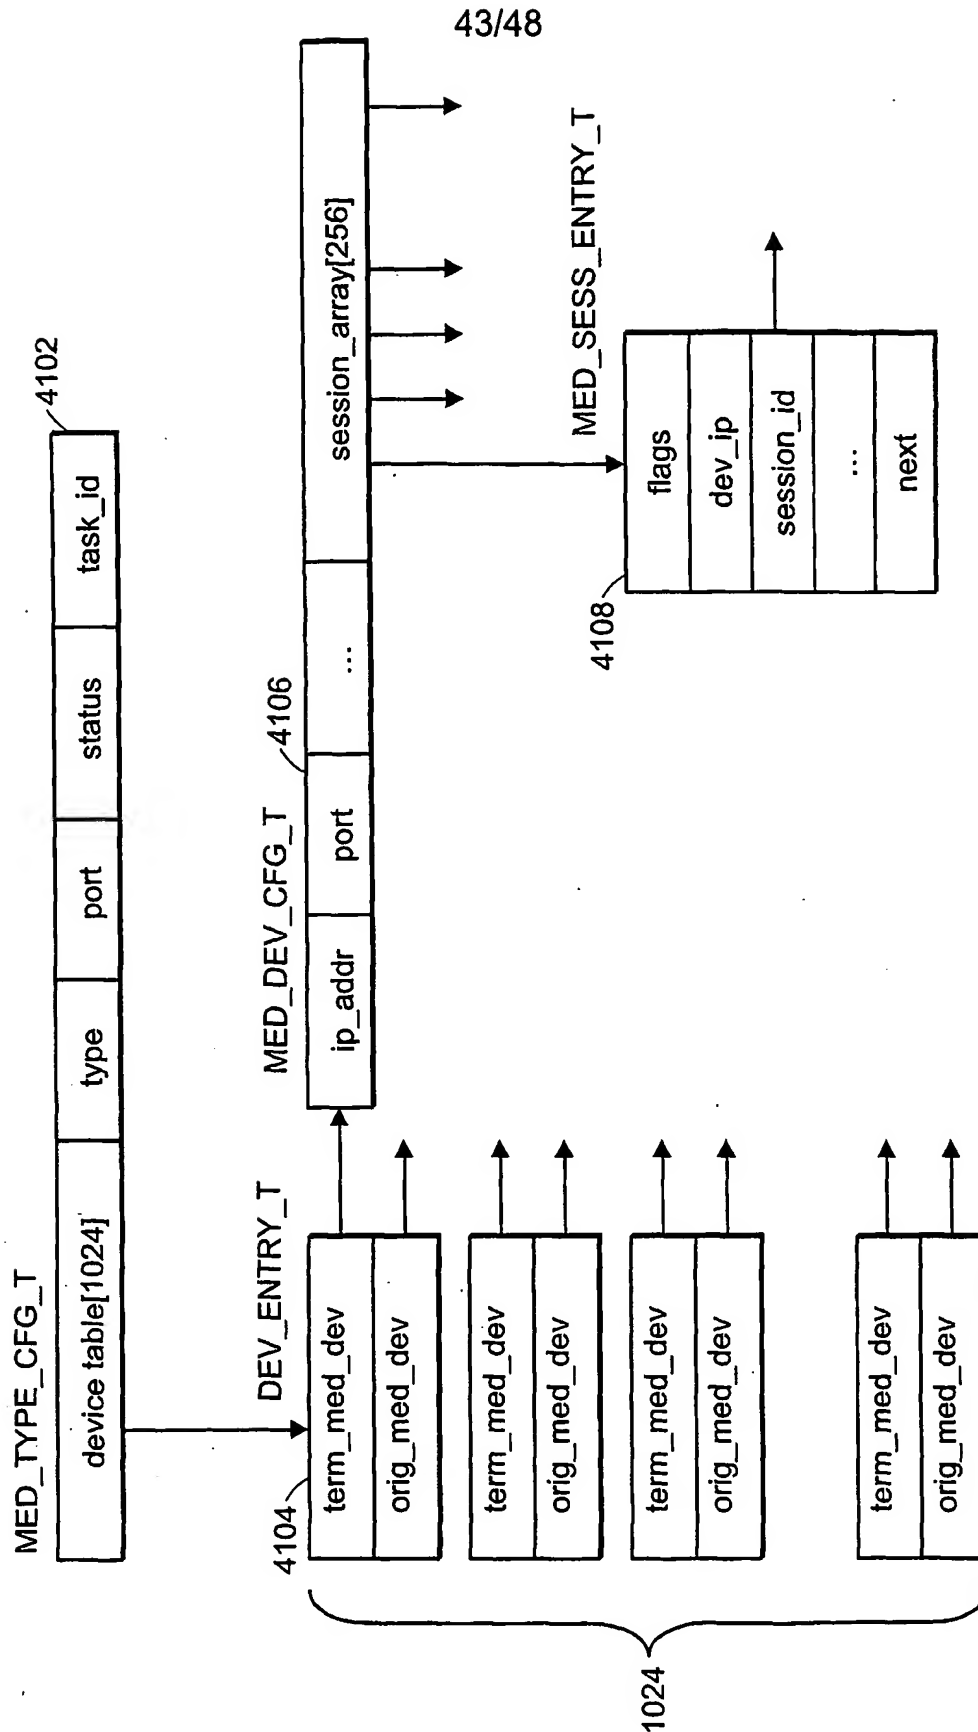 43/48
MED_TYPE_CFG_T
4102
device table[1024]
type
port
status
task_id
DEV_ENTRY_T
4104
term_med_dev
orig_med_dev
term_med_dev
orig_med_dev
term_med_dev
orig_med_dev
term_med_dev
orig_med_dev
1024
MED_DEV_CFG_T
4106
ip_addr
port
...
session_array[256]
MED_SESS_ENTRY_T
4108
flags
dev_ip
session_id
...
next